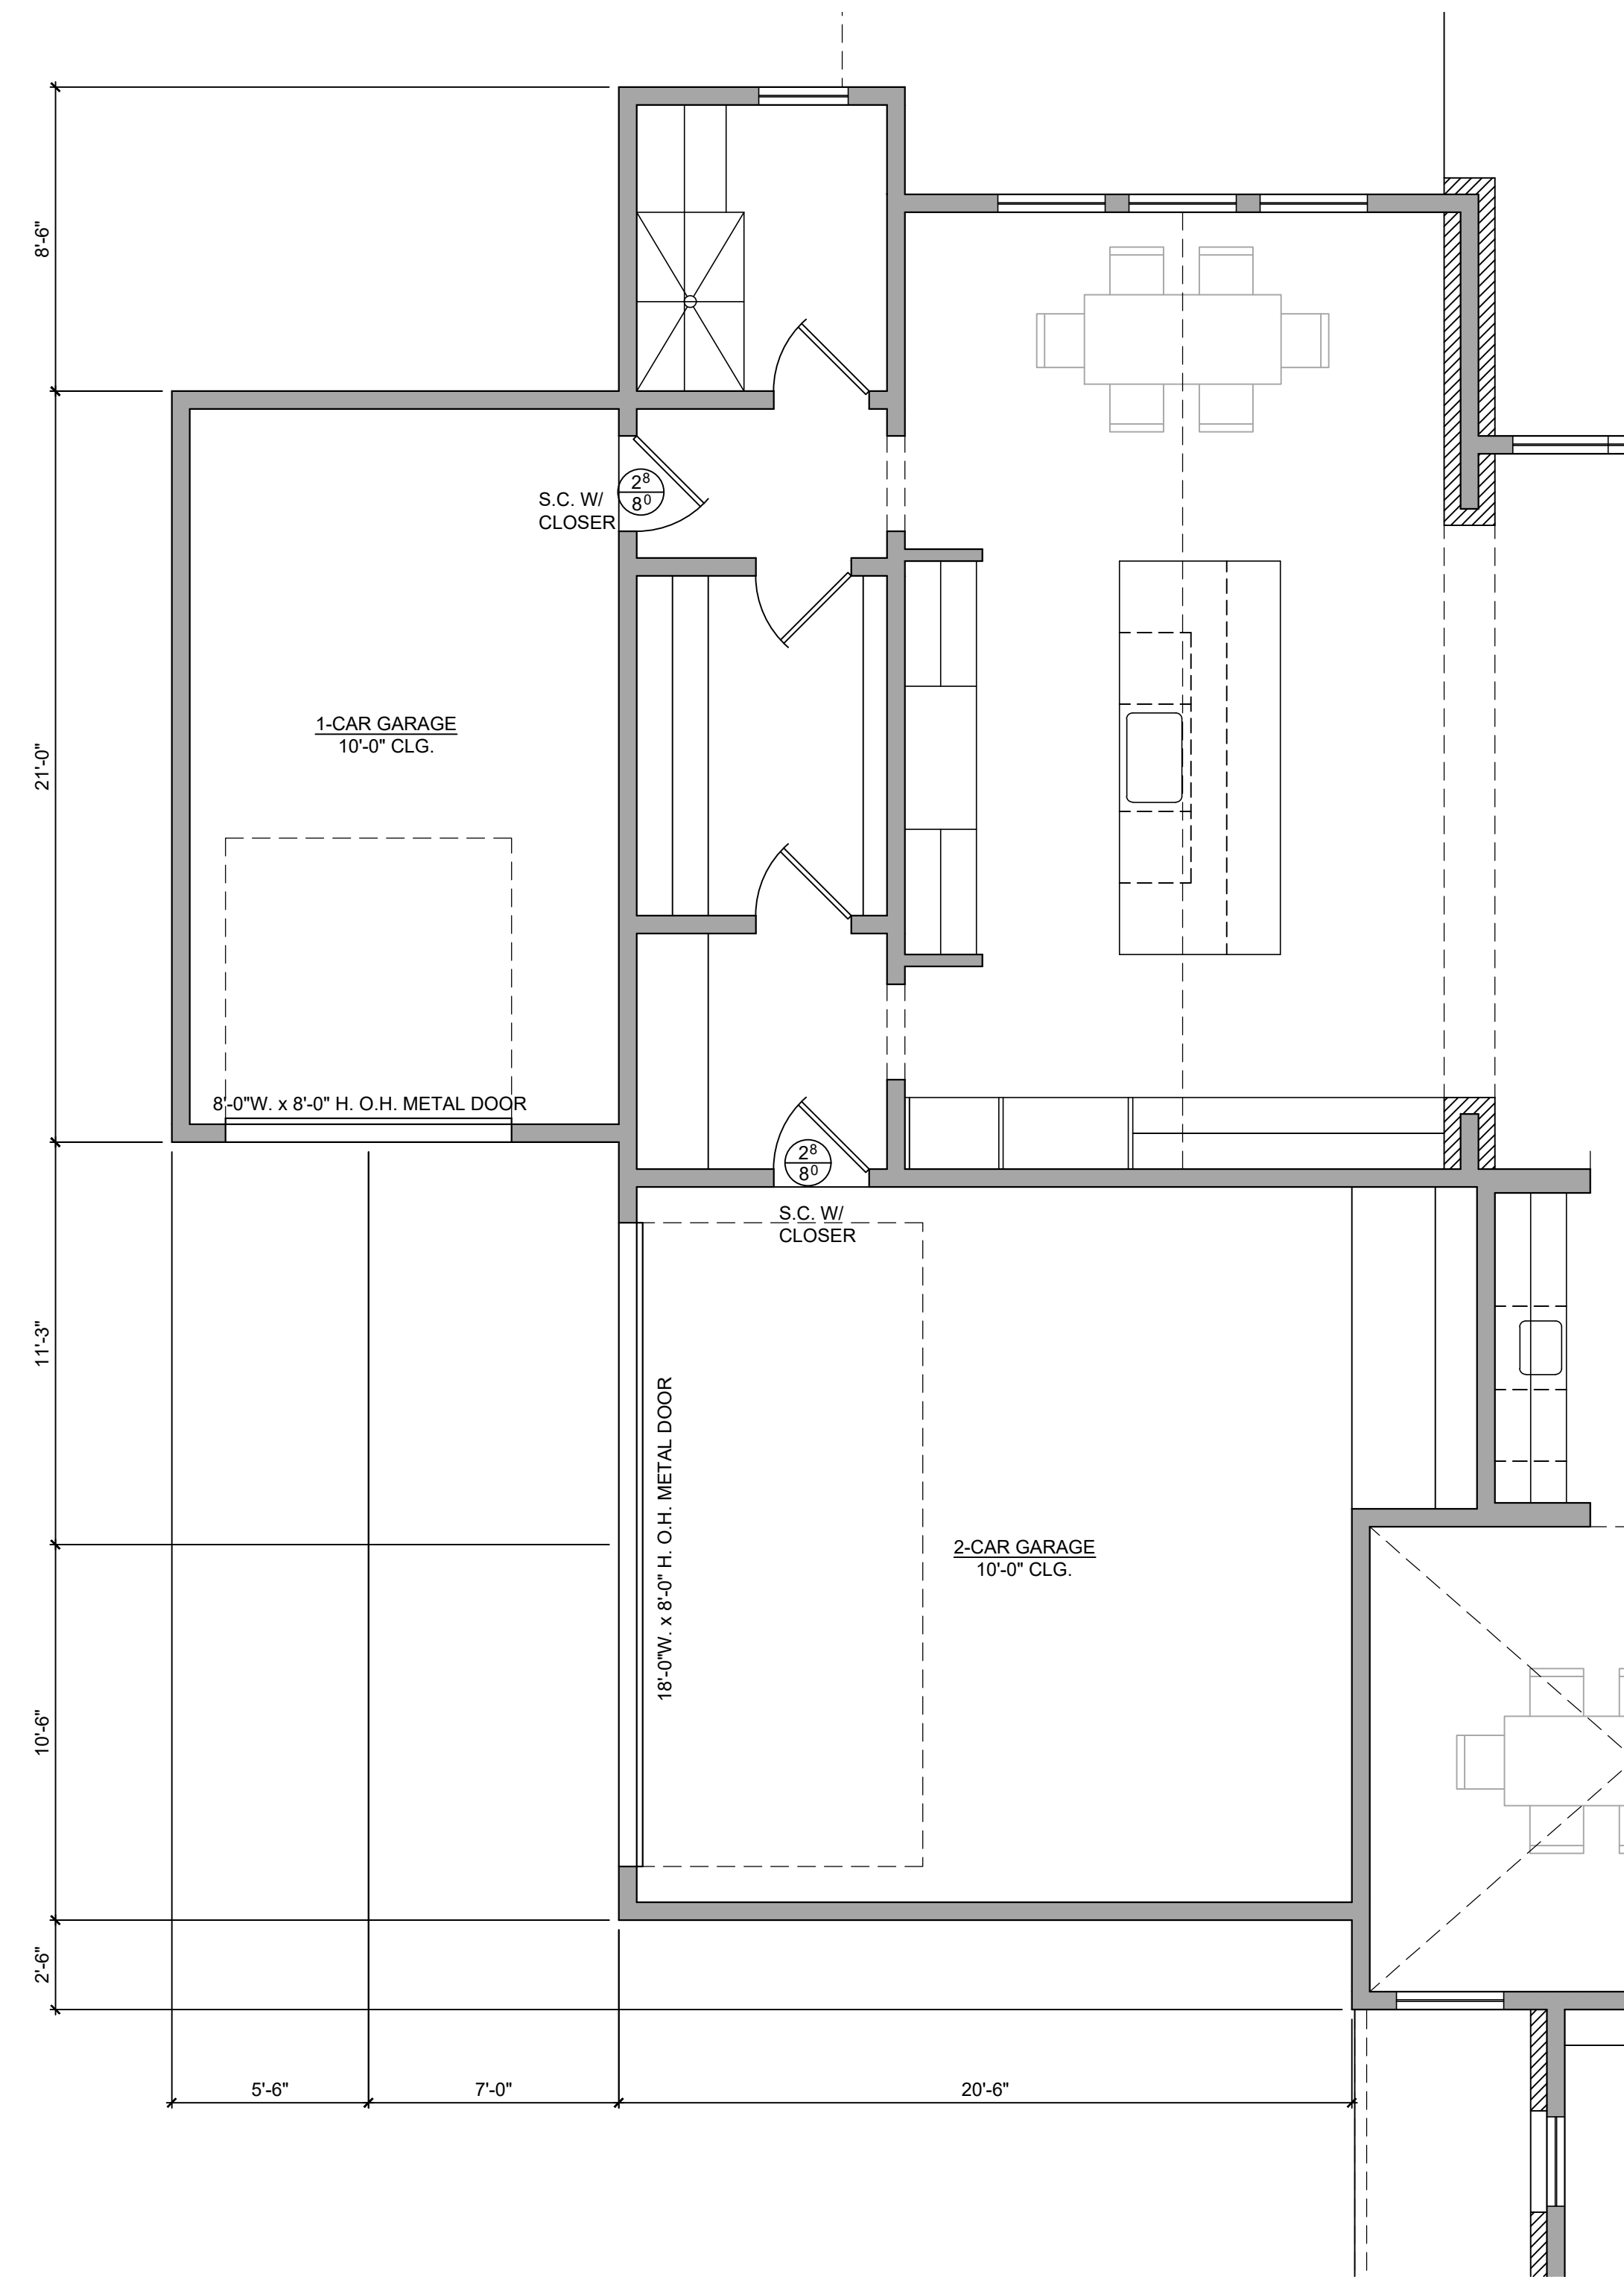 8'-6"
S.C. W/
CLOSER
2⁸
8⁰
21'-0"
1-CAR GARAGE
10'-0" CLG.
8'-0"W. x 8'-0" H. O.H. METAL DOOR
2⁸
8⁰
S.C. W/
CLOSER
11'-3"
18'-0"W. x 8'-0" H. O.H. METAL DOOR
2-CAR GARAGE
10'-0" CLG.
10'-6"
2'-6"
5'-6"
7'-0"
20'-6"